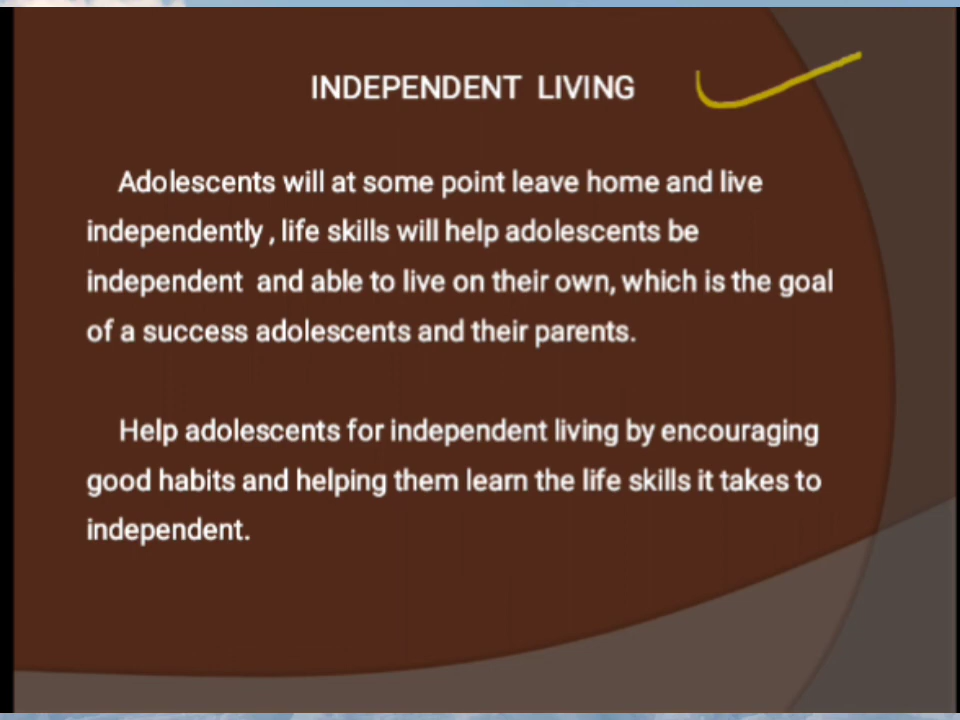 INDEPENDENT LIVING
Adolescents will at some point leave home and live
independently , life skills will help adolescents be
independent and able to live on their own, which is the goal
of a success adolescents and their parents.
Help adolescents for independent living by encouraging
good habits and helping them learn the life skills it takes to
independent.